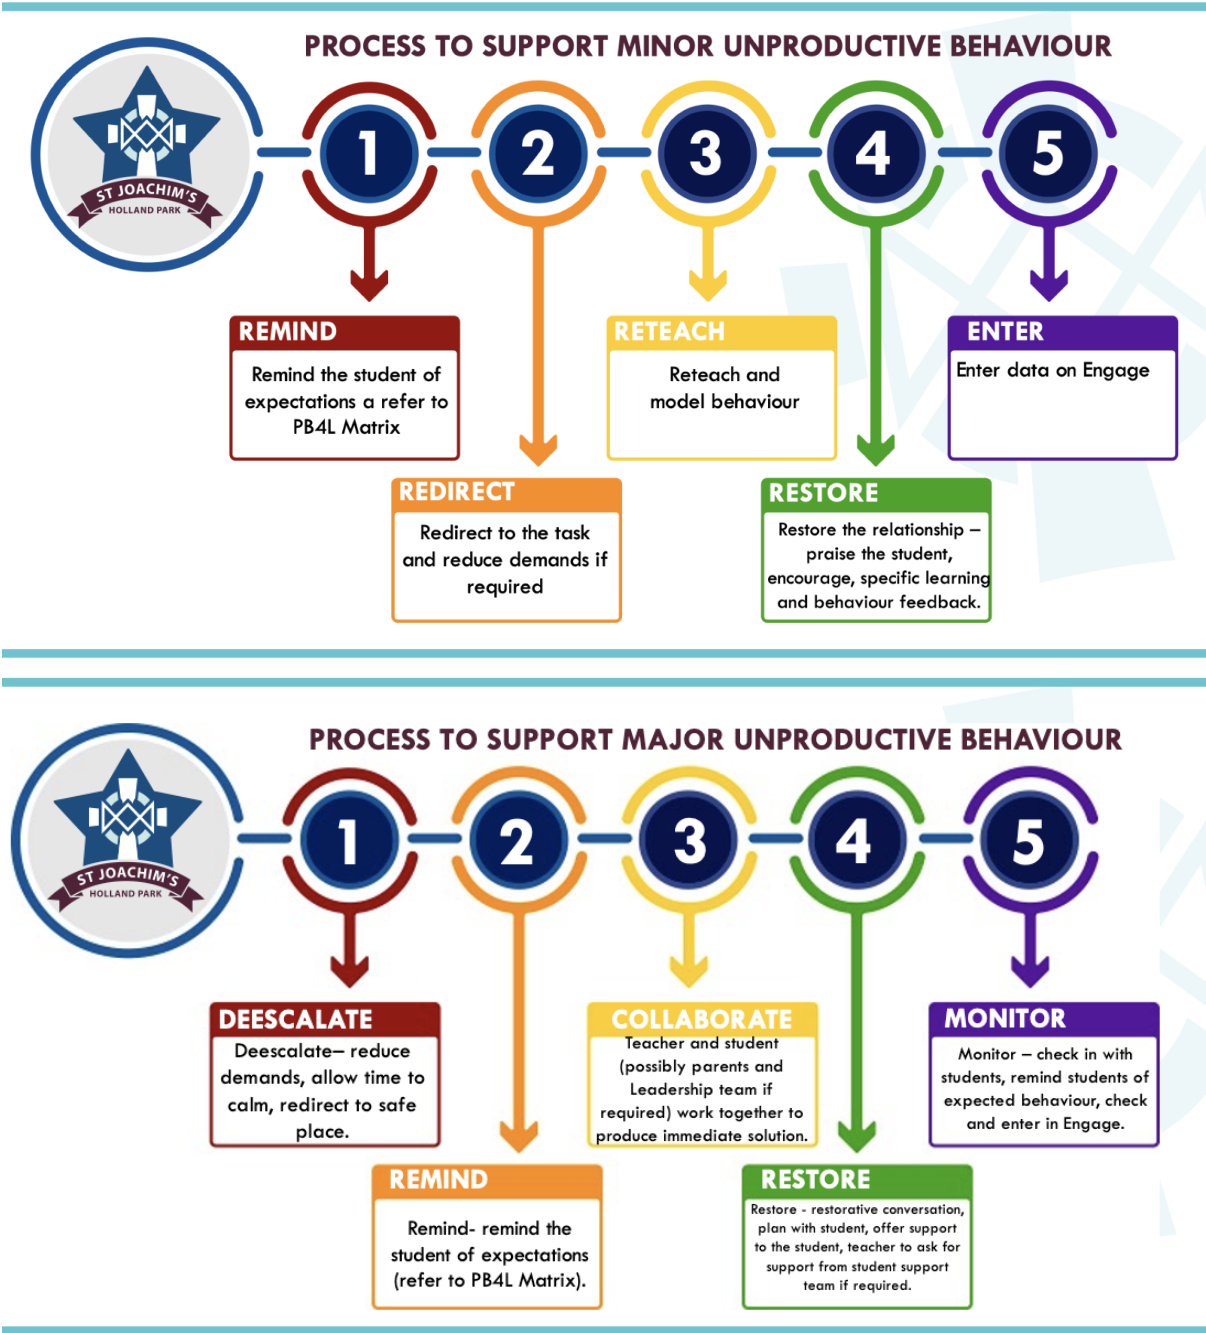 PROCESS TO SUPPORT MINOR UNPRODUCTIVE BEHAVIOUR
ST JOACHIM'S
HOLLAND PARK
1
2
3
4
5
REMIND
Remind the student of
expectations a refer to
PB4L Matrix
REDIRECT
Redirect to the task
and reduce demands if
required
RETEACH
Reteach and
model behaviour
RESTORE
Restore the relationship –
praise the student,
encourage, specific learning
and behaviour feedback.
ENTER
Enter data on Engage
PROCESS TO SUPPORT MAJOR UNPRODUCTIVE BEHAVIOUR
ST JOACHIM'S
HOLLAND PARK
1
2
3
4
5
DEESCALATE
Deescalate– reduce
demands, allow time to
calm, redirect to safe
place.
REMIND
Remind- remind the
student of expectations
(refer to PB4L Matrix).
COLLABORATE
Teacher and student
(possibly parents and
Leadership team if
required) work together to
produce immediate solution.
RESTORE
Restore - restorative conversation,
plan with student, offer support
to the student, teacher to ask for
support from student support
team if required.
MONITOR
Monitor – check in with
students, remind students of
expected behaviour, check
and enter in Engage.